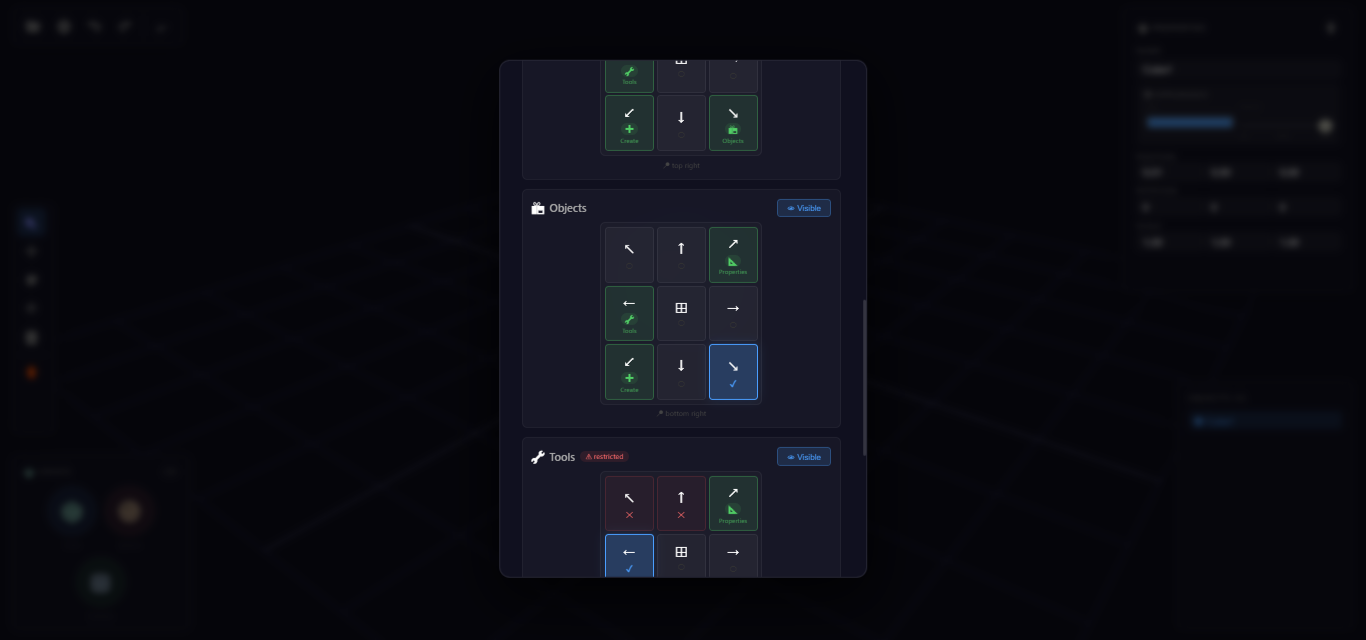 Tools
Create
Objects
top right
Objects
Visible
Properties
Tools
Create
bottom right
Tools
restricted
Visible
Properties